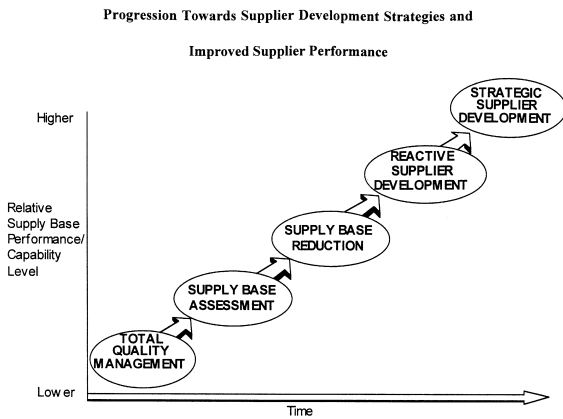 Progression Towards Supplier Development Strategies and
Improved Supplier Performance
Higher
Relative
Supply Base
Performance/
Capability
Level
Lower
STRATEGIC
SUPPLIER
DEVELOPMENT
REACTIVE
SUPPLIER
DEVELOPMENT
SUPPLY BASE
REDUCTION
SUPPLY BASE
ASSESSMENT
TOTAL
QUALITY
MANAGEMENT
Time